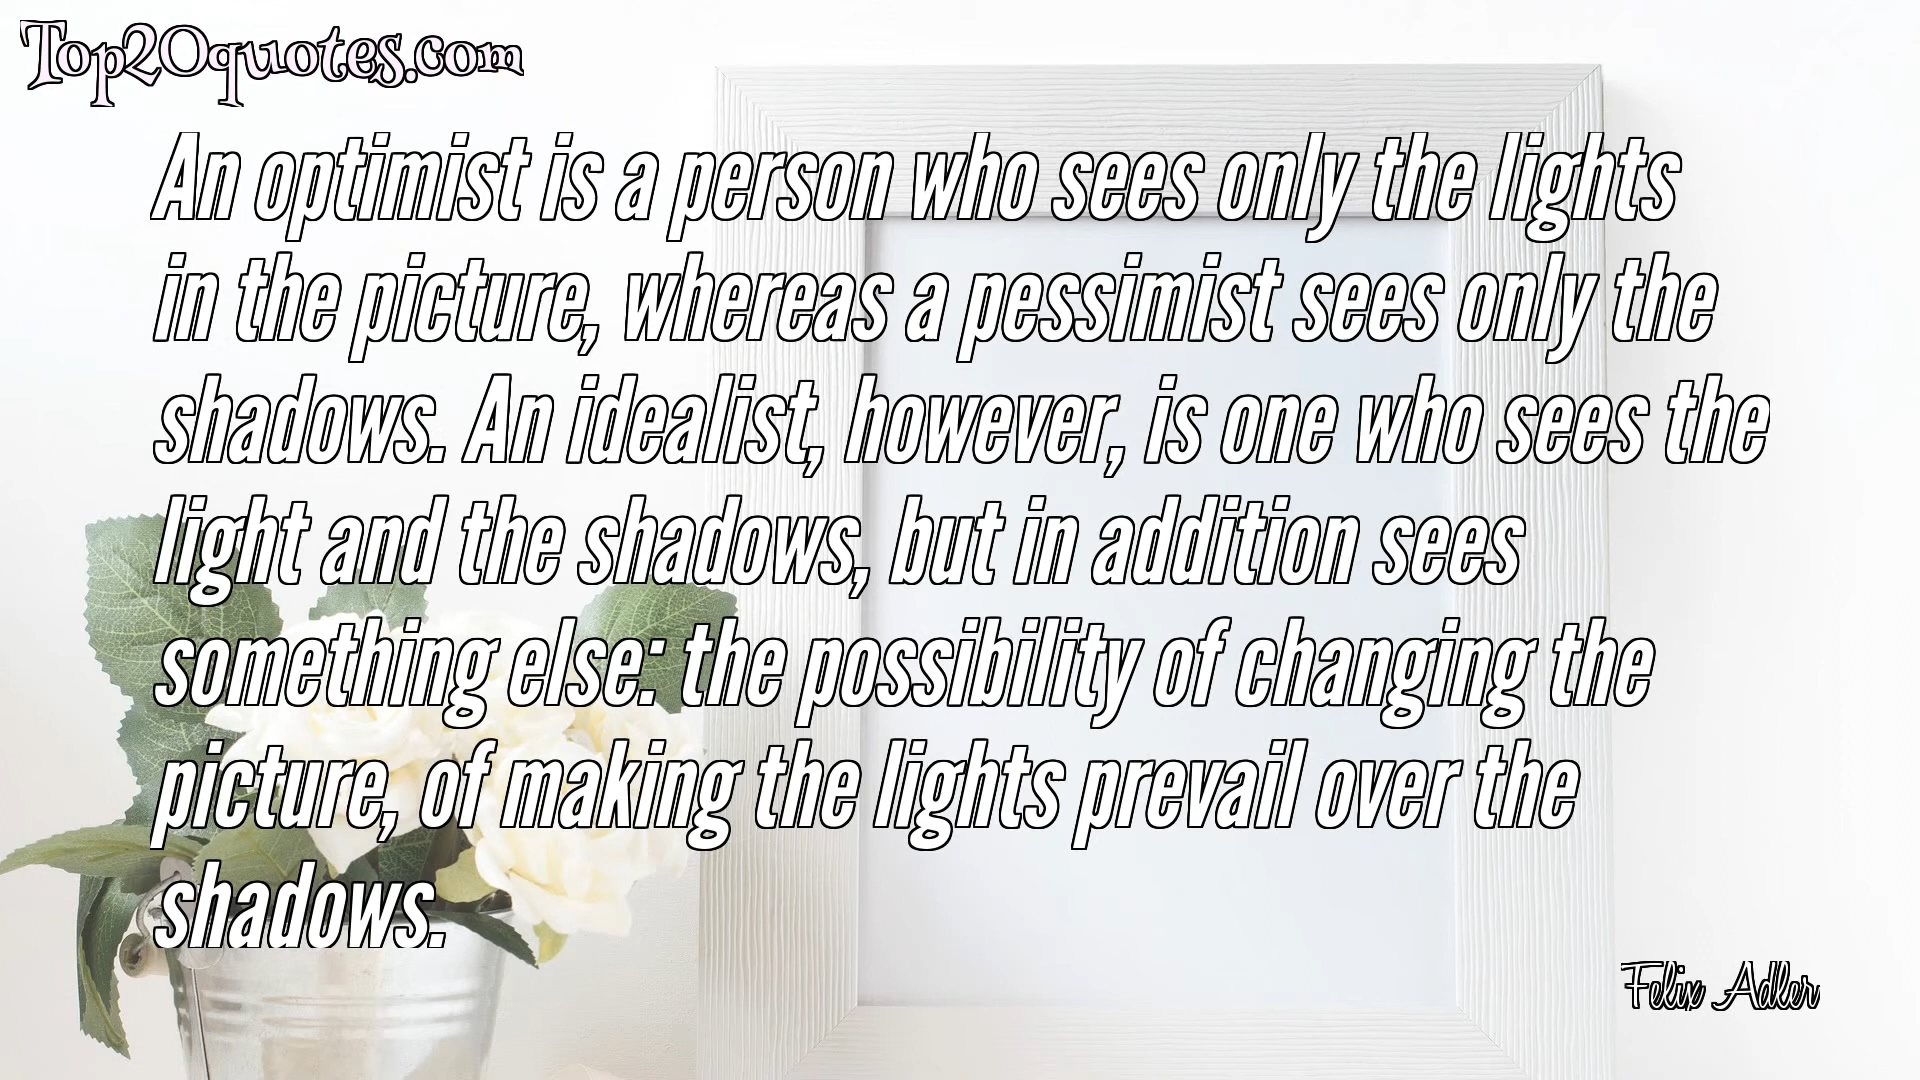 Top20quotes.com
An optimist is a person who sees only the lights
in the picture, whereas a pessimist sees only the
shadows. An idealist, however, is one who sees the
light and the shadows, but in addition sees
something else: the possibility of changing the
picture, of making the lights prevail over the
shadows.
Felix Adler